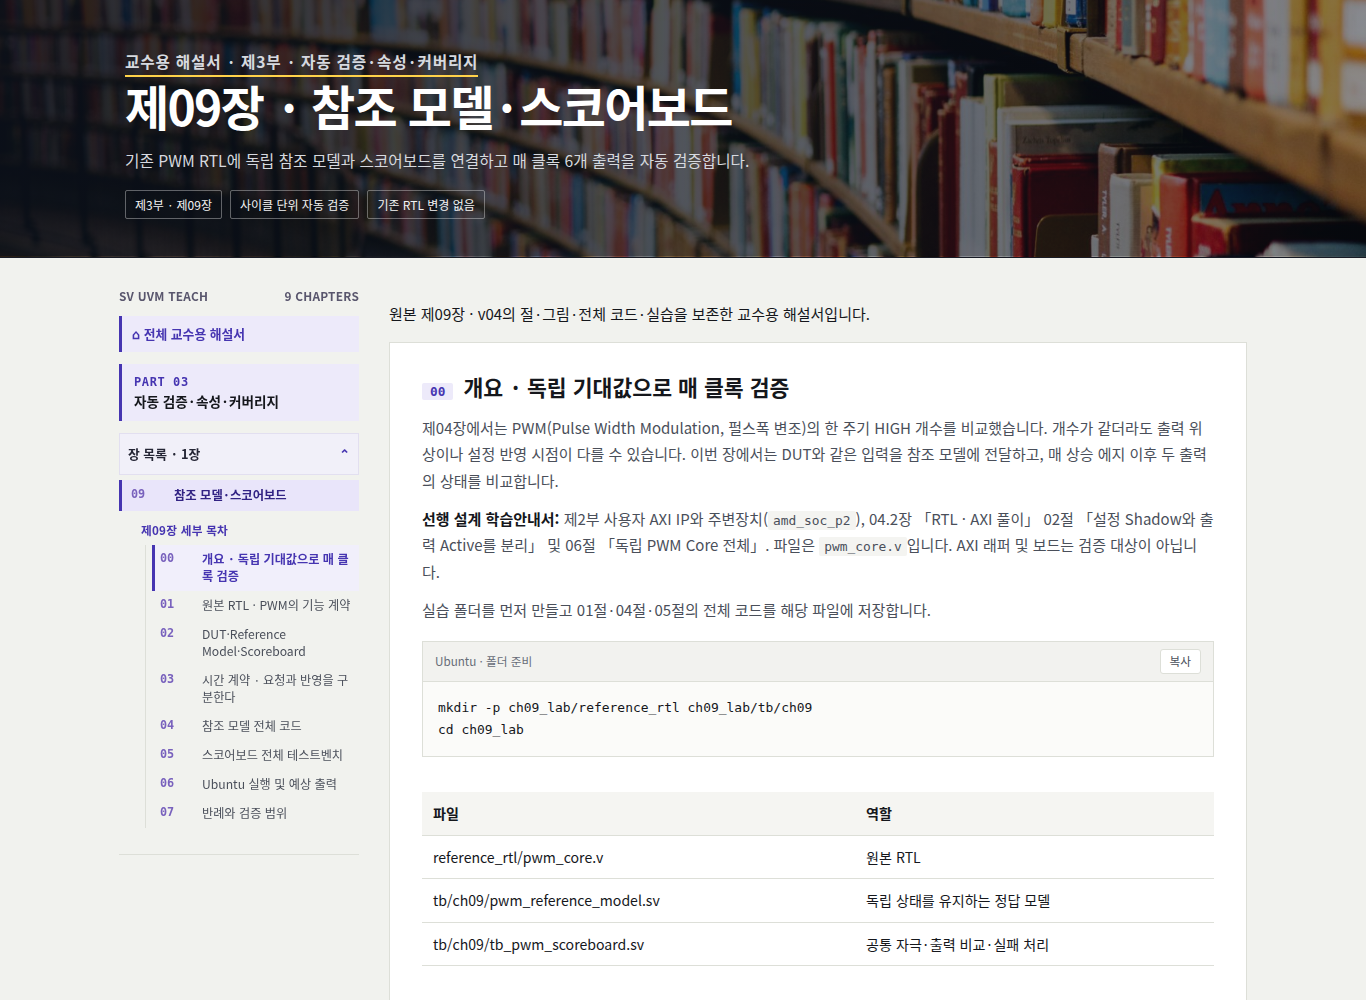 교수용 해설서 · 제3부 · 자동 검증·속성·커버리지
제09장 · 참조 모델·스코어보드
기존 PWM RTL에 독립 참조 모델과 스코어보드를 연결하고 매 클록 6개 출력을 자동 검증합니다.
제3부 · 제09장
사이클 단위 자동 검증
기존 RTL 변경 없음
SV UVM TEACH
9 CHAPTERS
⌂ 전체 교수용 해설서
PART 03
자동 검증·속성·커버리지
장 목록 · 1장
09 참조 모델·스코어보드
제09장 세부 목차
00 개요 · 독립 기대값으로 매 클
록 검증
01 원본 RTL · PWM의 기능 계약
02 DUT·Reference
Model·Scoreboard
03 시간 계약 · 요청과 반영을 구
분한다
04 참조 모델 전체 코드
05 스코어보드 전체 테스트벤치
06 Ubuntu 실행 및 예상 출력
07 반례와 검증 범위
원본 제09장 · v04의 절·그림·전체 코드·실습을 보존한 교수용 해설서입니다.
00 개요 · 독립 기대값으로 매 클록 검증
제04장에서는 PWM(Pulse Width Modulation, 펄스폭 변조)의 한 주기 HIGH 개수를 비교했습니다. 개수가 같더라도 출력 위
상이나 설정 반영 시점이 다를 수 있습니다. 이번 장에서는 DUT와 같은 입력을 참조 모델에 전달하고, 매 상승 에지 이후 두 출력
의 상태를 비교합니다.
선행 설계 학습안내서: 제2부 사용자 AXI IP와 주변장치( amd_soc_p2 ), 04.2장 「RTL · AXI 풀이」 02절 「설정 Shadow와 출
력 Active를 분리」 및 06절 「독립 PWM Core 전체」. 파일은 pwm_core.v 입니다. AXI 래퍼 및 보드는 검증 대상이 아닙니
다.
실습 폴더를 먼저 만들고 01절·04절·05절의 전체 코드를 해당 파일에 저장합니다.
Ubuntu · 폴더 준비
복사
mkdir -p ch09_lab/reference_rtl ch09_lab/tb/ch09
cd ch09_lab
파일 역할
reference_rtl/pwm_core.v 원본 RTL
tb/ch09/pwm_reference_model.sv 독립 상태를 유지하는 정답 모델
tb/ch09/tb_pwm_scoreboard.sv 공통 자극·출력 비교·실패 처리